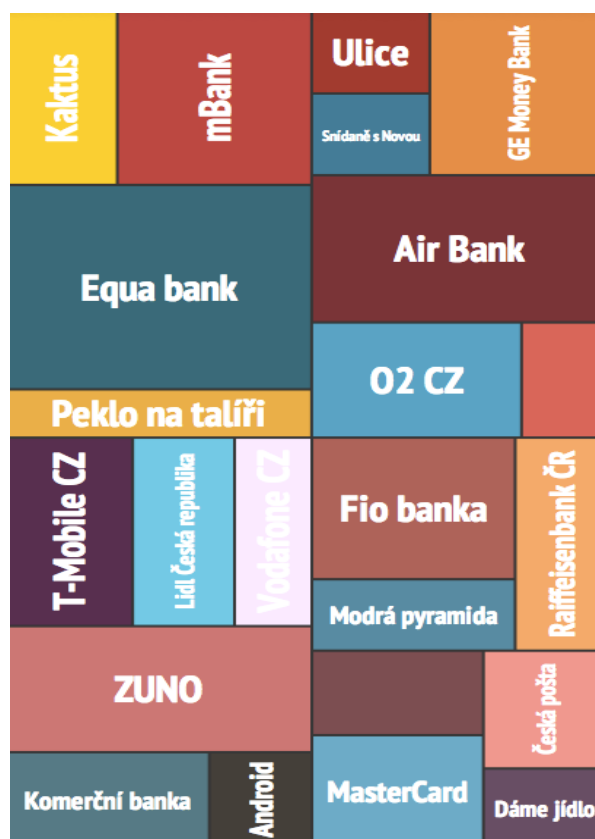 Kaktus
mBank
Ulice
Snídaně s Novou
GE Money Bank
Equa bank
Air Bank
O2 CZ
Peklo na talíři
T-Mobile CZ
Lidl Česká republika
Vodafone CZ
Fio banka
Raiffeisenbank ČR
Modrá pyramida
ZUNO
Česká pošta
Komerční banka
Android
MasterCard
Dáme jídlo